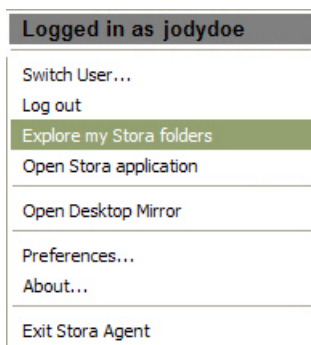 Logged in as jodydoe
Switch User...
Log out
Explore my Stora folders
Open Stora application
Open Desktop Mirror
Preferences...
About...
Exit Stora Agent